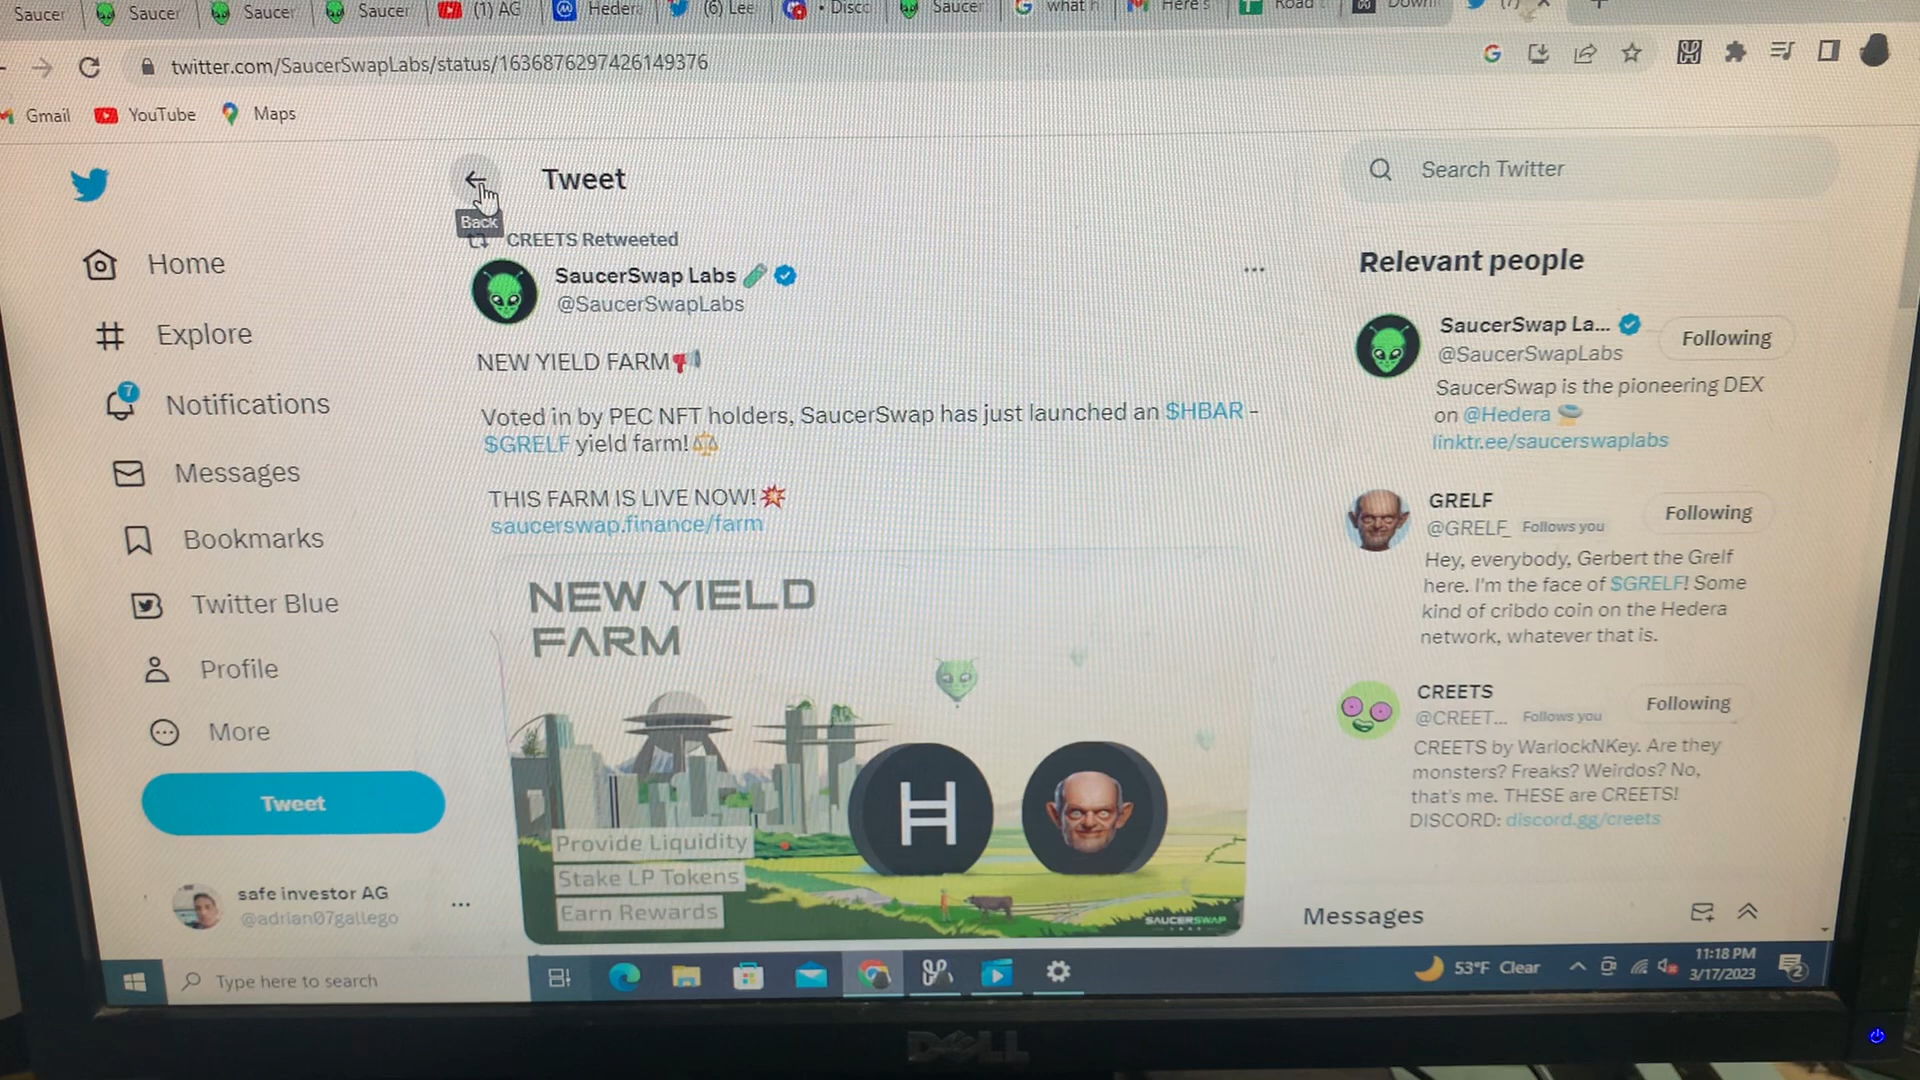 Saucer
Saucer
Saucer
Saucer
(1) AG
Heder
(6) Lee
Disco
Saucer
what h
Here's
Road
twitter.com/SaucerSwapLabs/status/1636876297426149376
Gmail
YouTube
Maps
Tweet
Back
Search Twitter
CREETS Retweeted
SaucerSwap Labs
@SaucerSwapLabs
Home
Explore
7
Notifications
Messages
Bookmarks
Twitter Blue
Profile
More
Tweet
safe investor AG
@adrian07gallego
NEW YIELD FARM
Voted in by PEC NFT holders, SaucerSwap has just launched an $HBAR -
$GRELF yield farm!
THIS FARM IS LIVE NOW!
saucerswap.finance/farm
NEW YIELD
FARM
H
Provide Liquidity
Stake LP Tokens
Earn Rewards
SAUCERSWAP
Relevant people
SaucerSwap La...
Following
@SaucerSwapLabs
SaucerSwap is the pioneering DEX
on @Hedera
linktr.ee/saucerswaplabs
GRELF
Following
@GRELF_ Follows you
Hey, everybody, Gerbert the Grelf
here. I'm the face of $GRELF! Some
kind of cribdo coin on the Hedera
network, whatever that is.
CREETS
Following
@CREET... Follows you
CREETS by WarlockNKey. Are they
monsters? Freaks? Weirdos? No,
that's me. THESE are CREETS!
DISCORD: discord.gg/creets
Messages
Type here to search
53°F Clear
11:18 PM
3/17/2023
2
DELL